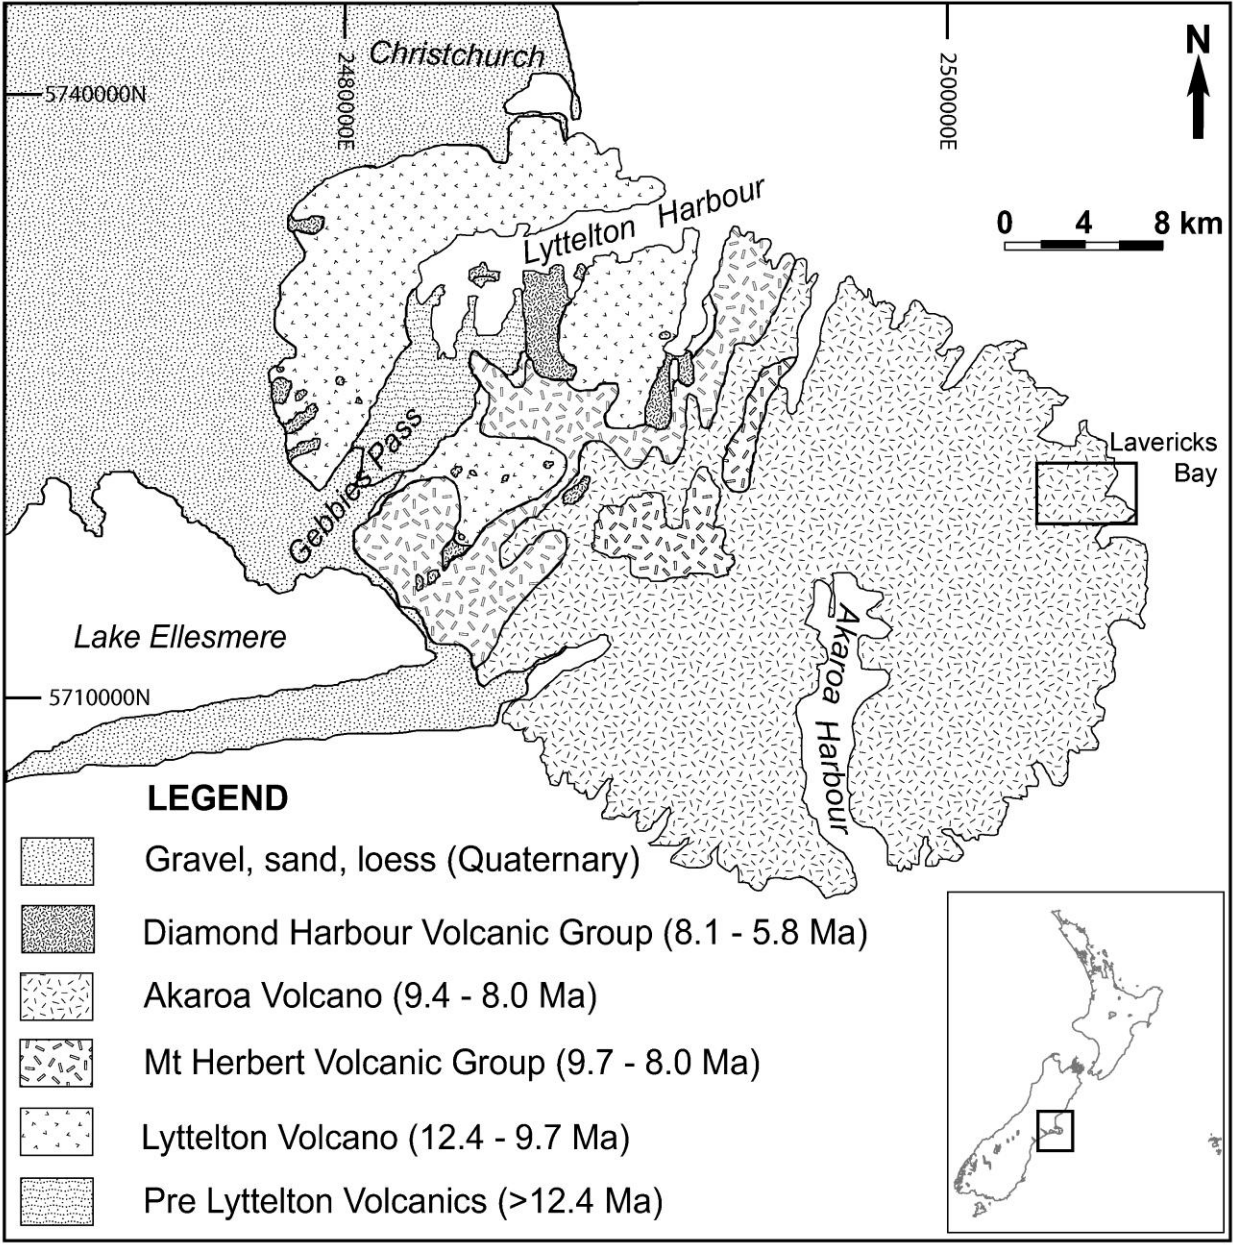 Christchurch
2480000E
2500000E
N
5740000N
0 4 8 km
Lyttelton Harbour
Lavericks
Bay
Gebbies Pass
Lake Ellesmere
Akaroa Harbour
5710000N
LEGEND
Gravel, sand, loess (Quaternary)
Diamond Harbour Volcanic Group (8.1 - 5.8 Ma)
Akaroa Volcano (9.4 - 8.0 Ma)
Mt Herbert Volcanic Group (9.7 - 8.0 Ma)
Lyttelton Volcano (12.4 - 9.7 Ma)
Pre Lyttelton Volcanics (>12.4 Ma)